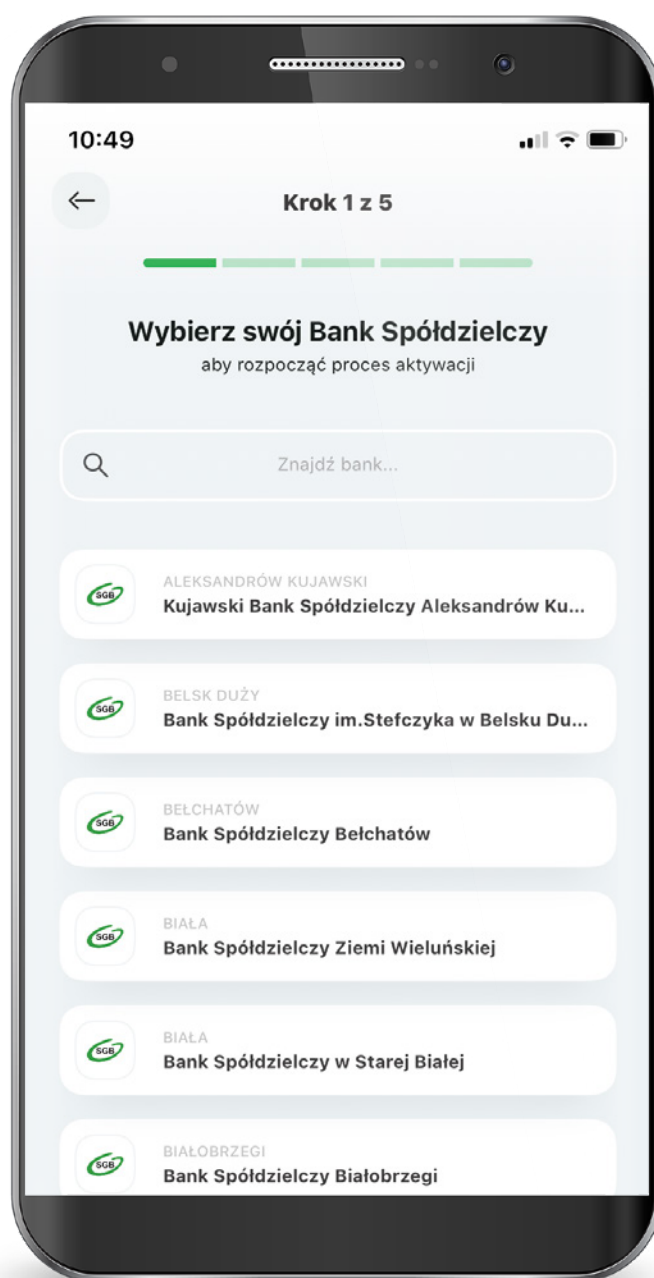 10:49
Krok 1 z 5
Wybierz swój Bank Spółdzielczy
aby rozpocząć proces aktywacji
Znajdź bank...
SGB
ALEKSANDRÓW KUJAWSKI
Kujawski Bank Spółdzielczy Aleksandrów Ku...
SGB
BELSK DUŻY
Bank Spółdzielczy im.Stefczyka w Belsku Du...
SGB
BEŁCHATÓW
Bank Spółdzielczy Bełchatów
SGB
BIAŁA
Bank Spółdzielczy Ziemi Wieluńskiej
SGB
BIAŁA
Bank Spółdzielczy w Starej Białej
SGB
BIAŁOBRZEGI
Bank Spółdzielczy Białobrzegi